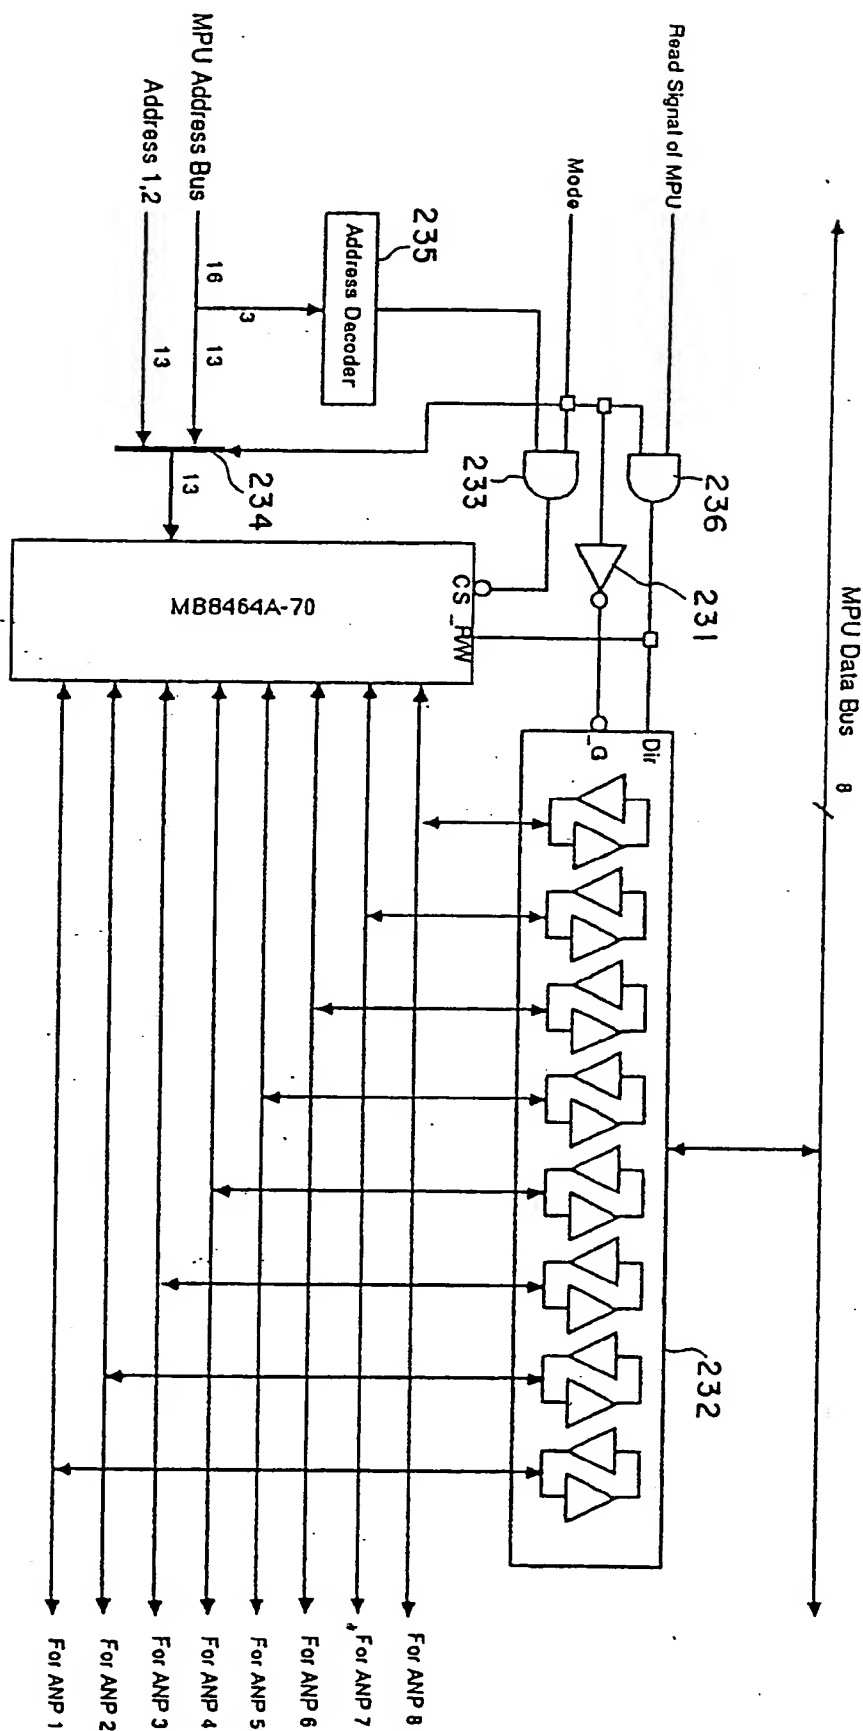 MPU Data Bus
8
Read Signal of MPU
236
Mode
231
Dir
_G
232
235
Address Decoder
233
3
MPU Address Bus
16
13
234
Address 1,2
13
13
CS
_RW
MB8464A-70
For ANP 8
For ANP 7
For ANP 6
For ANP 5
For ANP 4
For ANP 3
For ANP 2
For ANP 1